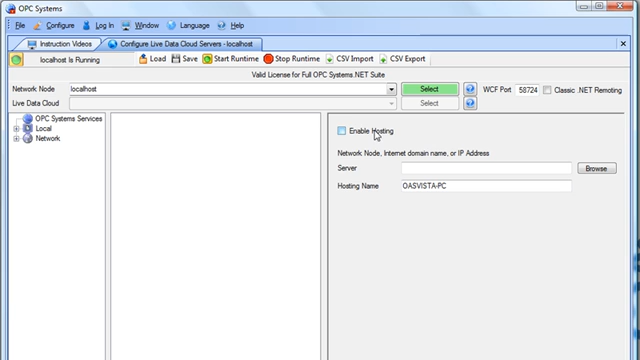 OPC Systems
File Configure Log In Window Language Help
Instruction Videos Configure Live Data Cloud Servers - localhost
localhost Is Running Load Save Start Runtime Stop Runtime CSV Import CSV Export
Valid License for Full OPC Systems.NET Suite
Network Node localhost Select WCF Port 58724 Classic .NET Remoting
Live Data Cloud Select
OPC Systems Services
Local
Network
Enable Hosting
Network Node, Internet domain name, or IP Address
Server Browse
Hosting Name OASVISTA-PC